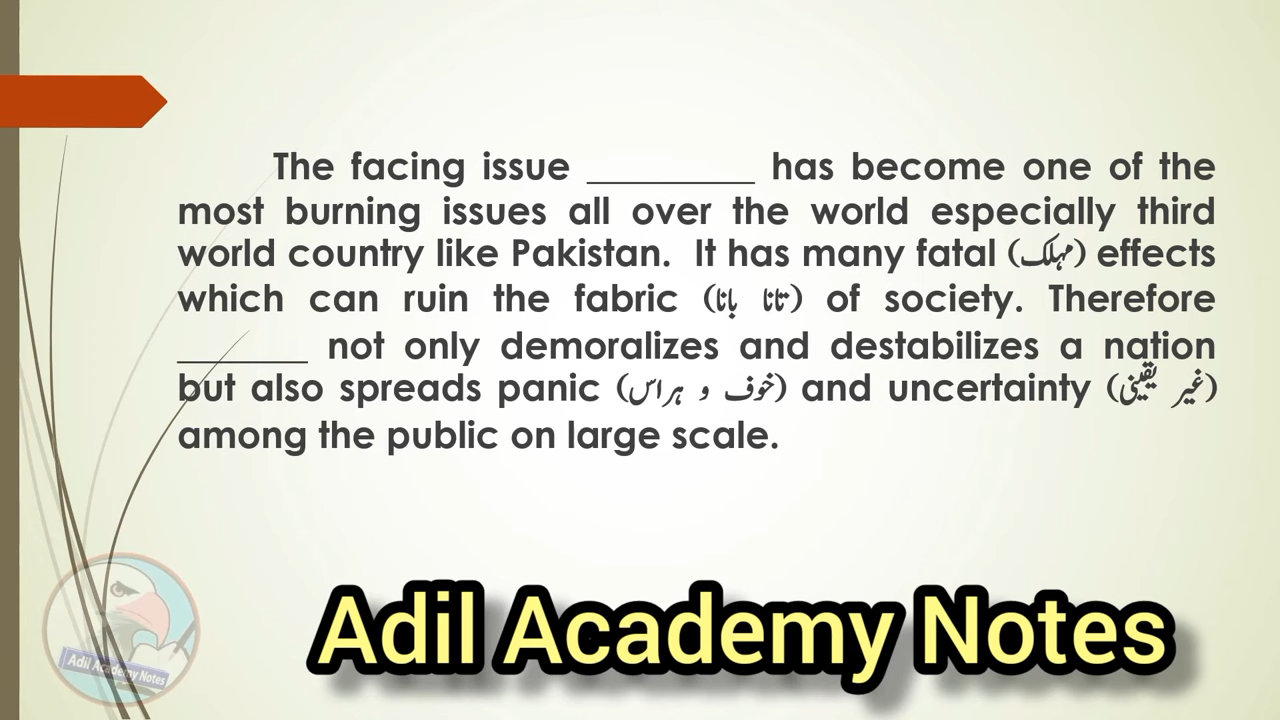 The facing issue _________ has become one of the
most burning issues all over the world especially third
world country like Pakistan. It has many fatal (مہلک) effects
which can ruin the fabric (تانا بانا) of society. Therefore
_______ not only demoralizes and destabilizes a nation
but also spreads panic (خوف و ہراس) and uncertainty (غیر یقینی)
among the public on large scale.
Adil Academy Notes
Adil Academy Notes